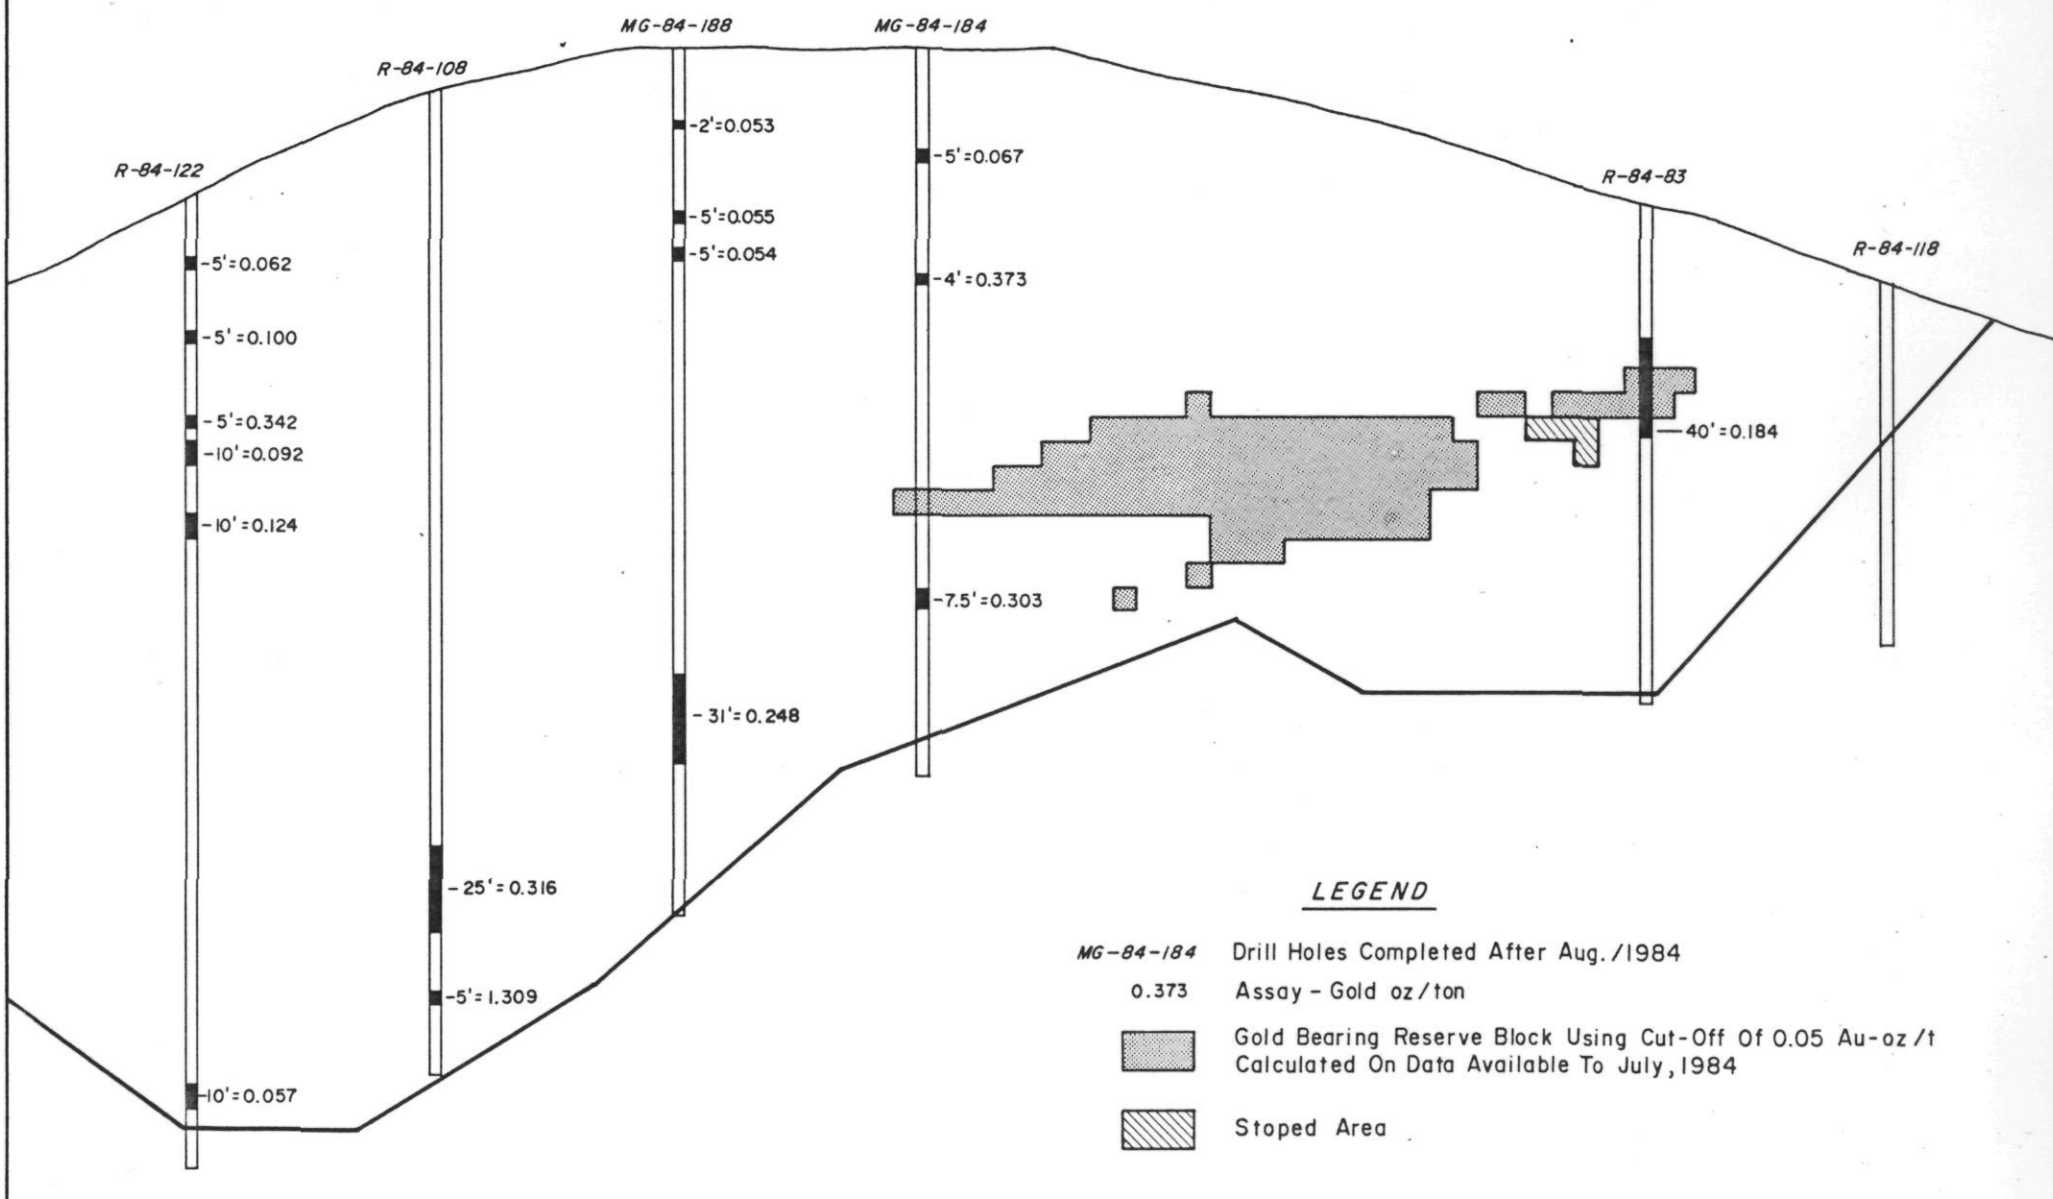 MG-84-188
MG-84-184
R-84-108
R-84-122
R-84-83
R-84-118
-2'=0.053
-5'=0.067
-5'=0.055
-5'=0.054
-5'=0.062
-4'=0.373
-5'=0.100
-5'=0.342
-10'=0.092
-10'=0.124
40'=0.184
-7.5'=0.303
-31'=0.248
-25'=0.316
-5'=1.309
-10'=0.057
LEGEND
MG-84-184 Drill Holes Completed After Aug./1984
0.373 Assay - Gold oz/ton
Gold Bearing Reserve Block Using Cut-Off Of 0.05 Au-oz/t
Calculated On Data Available To July, 1984
Stoped Area